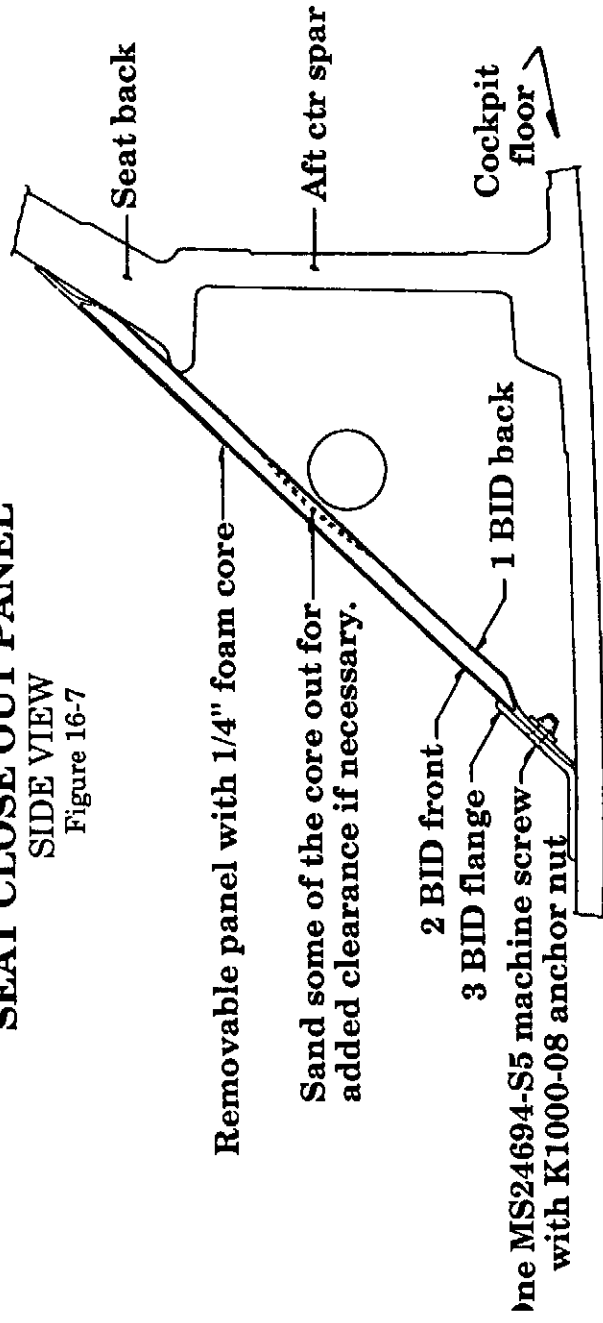 SEAT CLOSE OUT PANEL
SIDE VIEW
Figure 16-7
Seat back
Aft ctr spar
Cockpit
floor
Removable panel with 1/4" foam core
Sand some of the core out for
added clearance if necessary.
1 BID back
2 BID front
3 BID flange
ne MS24694-S5 machine screw
with K1000-08 anchor nut